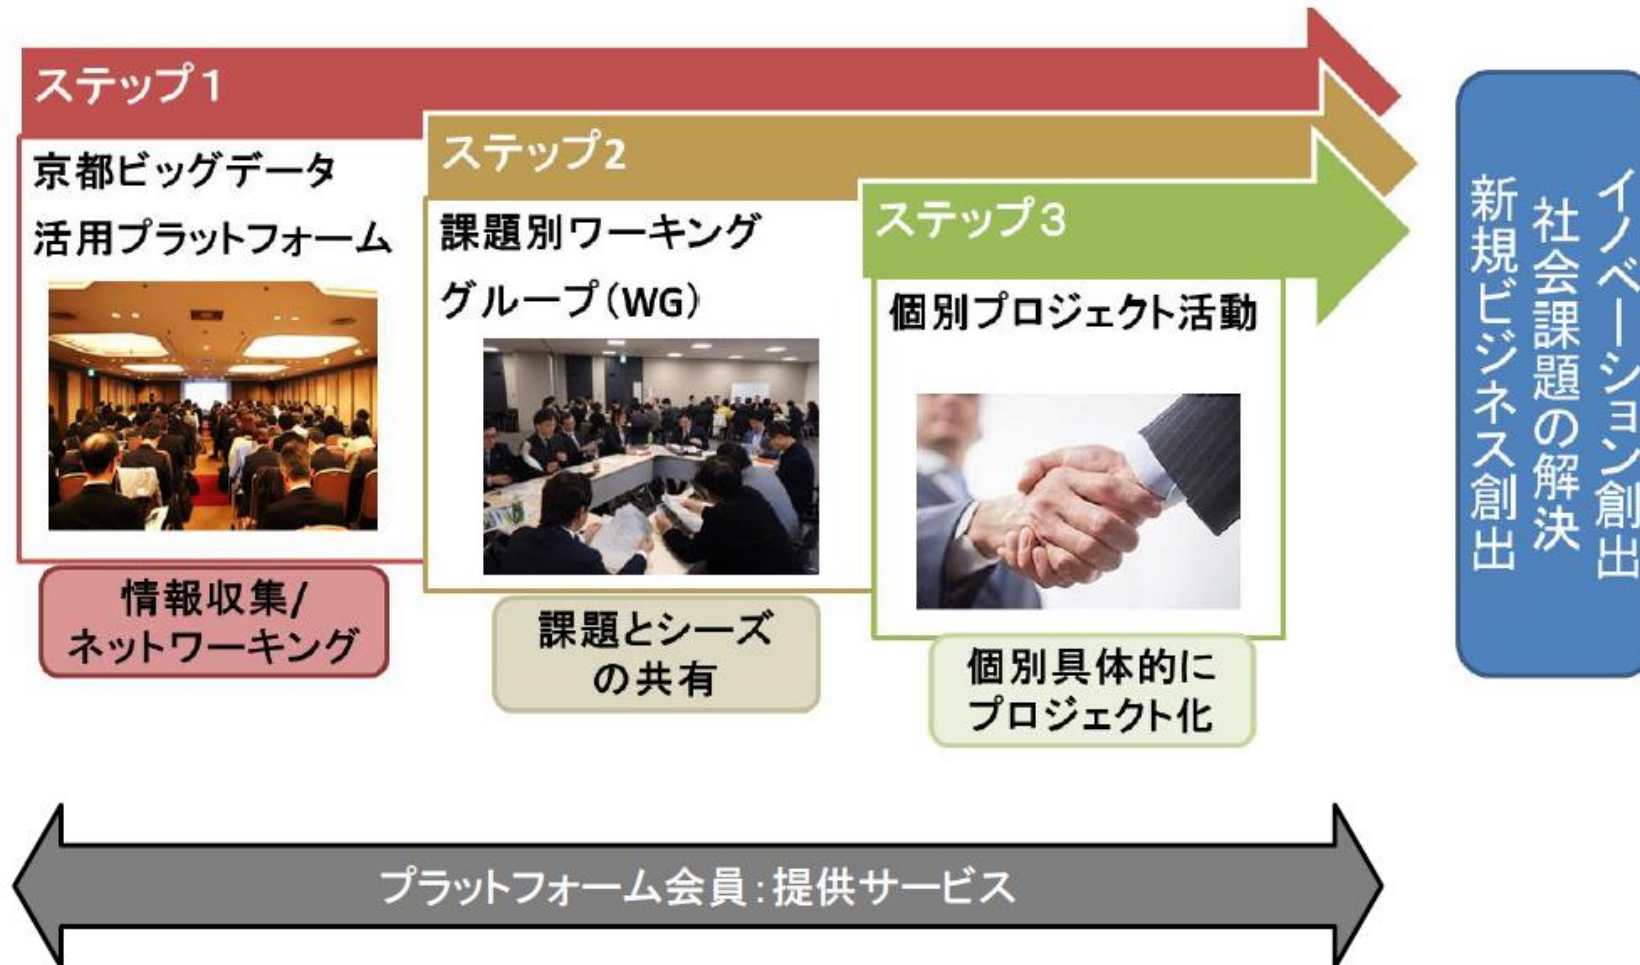 ステップ１
京都ビッグデータ
活用プラットフォーム
情報収集/
ネットワーキング
ステップ2
課題別ワーキング
グループ（WG）
課題とシーズ
の共有
ステップ３
個別プロジェクト活動
個別具体的に
プロジェクト化
イノベーション創出
社会課題の解決
新規ビジネス創出
プラットフォーム会員：提供サービス